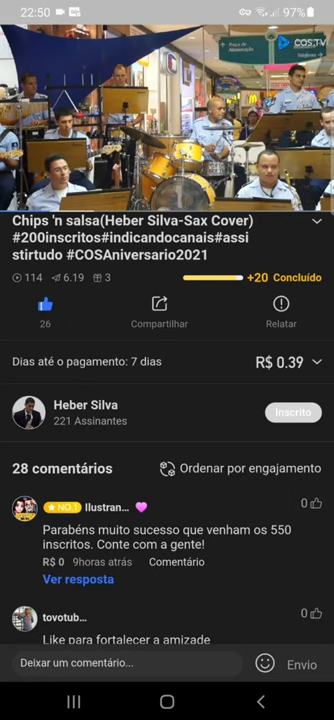 22:50
97%
COS.TV
Praça de
Alimentação
Chips 'n salsa(Heber Silva-Sax Cover)
#200inscritos#indicandocanais#assi
stirtudo #COSAniversario2021
114 6.19 3 +20 Concluído
26 Compartilhar Relatar
Dias até o pagamento: 7 dias R$ 0.39
Heber Silva
221 Assinantes
Inscrito
28 comentários Ordenar por engajamento
NO.1 Ilustran... 0
Parabéns muito sucesso que venham os 550
inscritos. Conte com a gente!
R$ 0 9horas atrás Comentário
Ver resposta
tovotub... 0
Like para fortalecer a amizade
Deixar um comentário... Envio